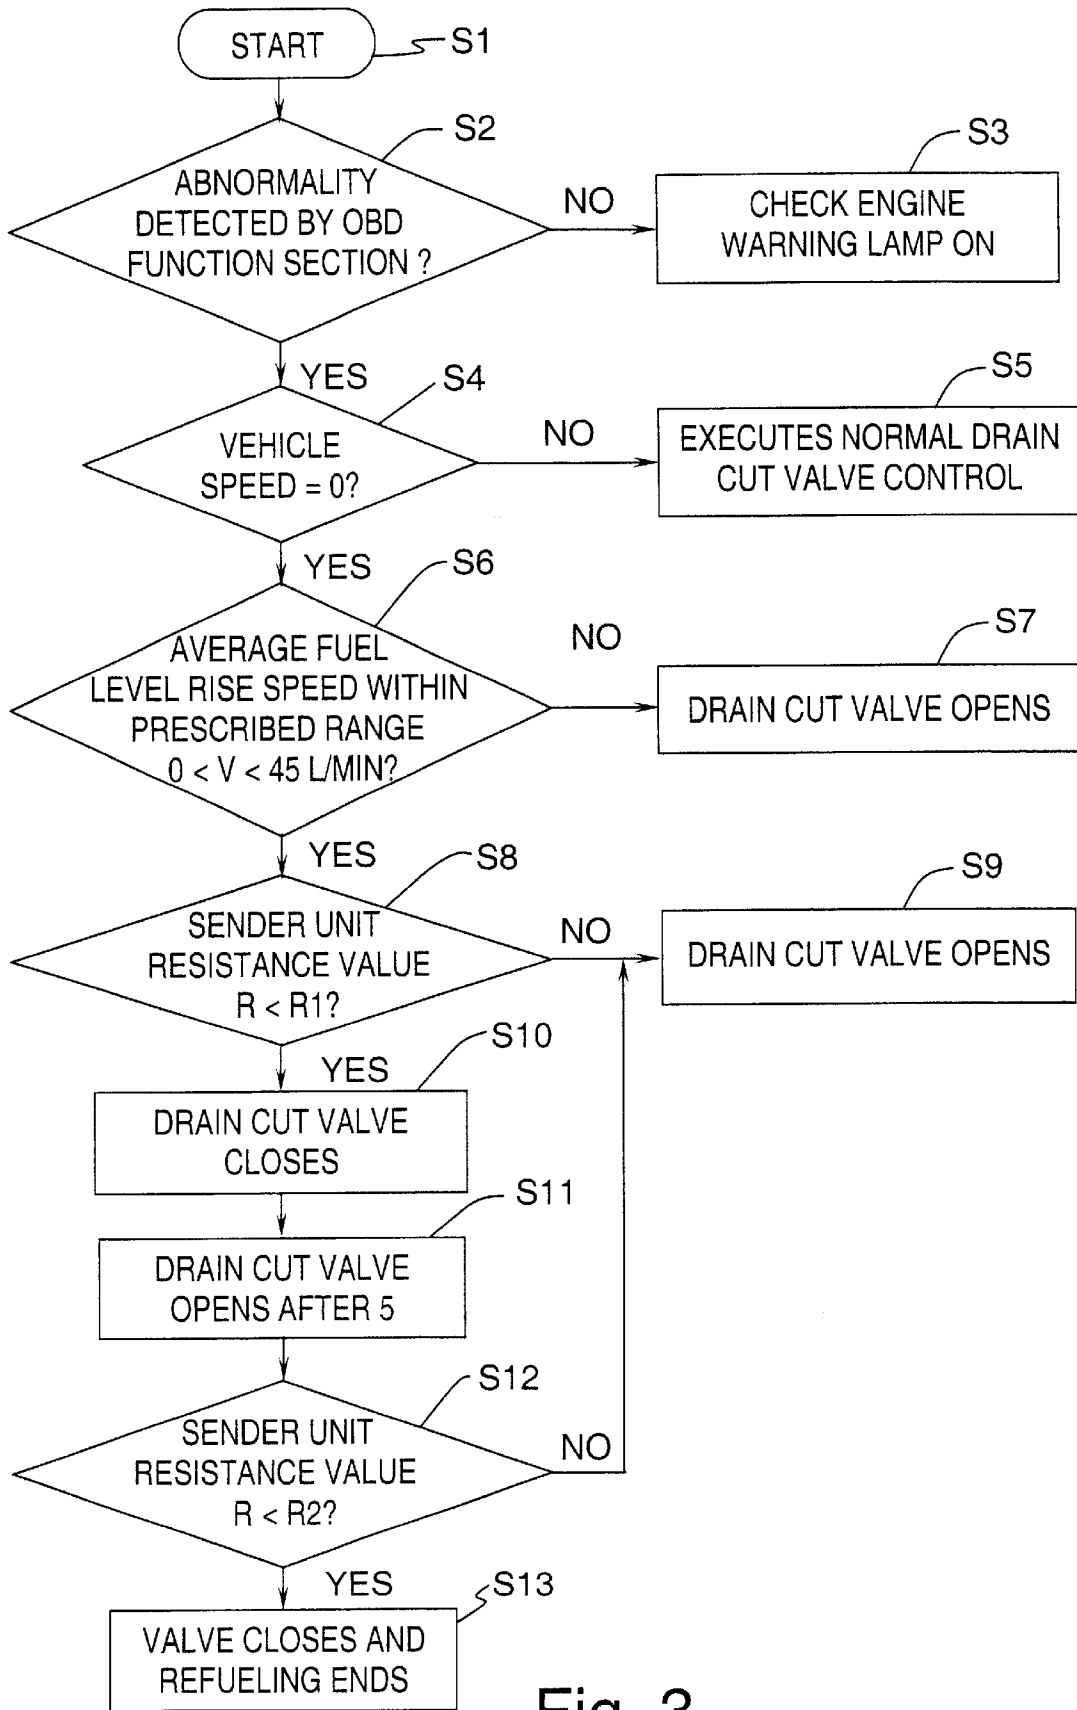 START
S1
S2
ABNORMALITY
DETECTED BY OBD
FUNCTION SECTION ?
NO
S3
CHECK ENGINE
WARNING LAMP ON
YES
S4
VEHICLE
SPEED = 0?
NO
S5
EXECUTES NORMAL DRAIN
CUT VALVE CONTROL
YES
S6
AVERAGE FUEL
LEVEL RISE SPEED WITHIN
PRESCRIBED RANGE
0 < V < 45 L/MIN?
NO
S7
DRAIN CUT VALVE OPENS
YES
S8
SENDER UNIT
RESISTANCE VALUE
R < R1?
NO
S9
DRAIN CUT VALVE OPENS
YES
S10
DRAIN CUT VALVE
CLOSES
S11
DRAIN CUT VALVE
OPENS AFTER 5
S12
SENDER UNIT
RESISTANCE VALUE
R < R2?
NO
YES
S13
VALVE CLOSES AND
REFUELING ENDS
Fig. 3